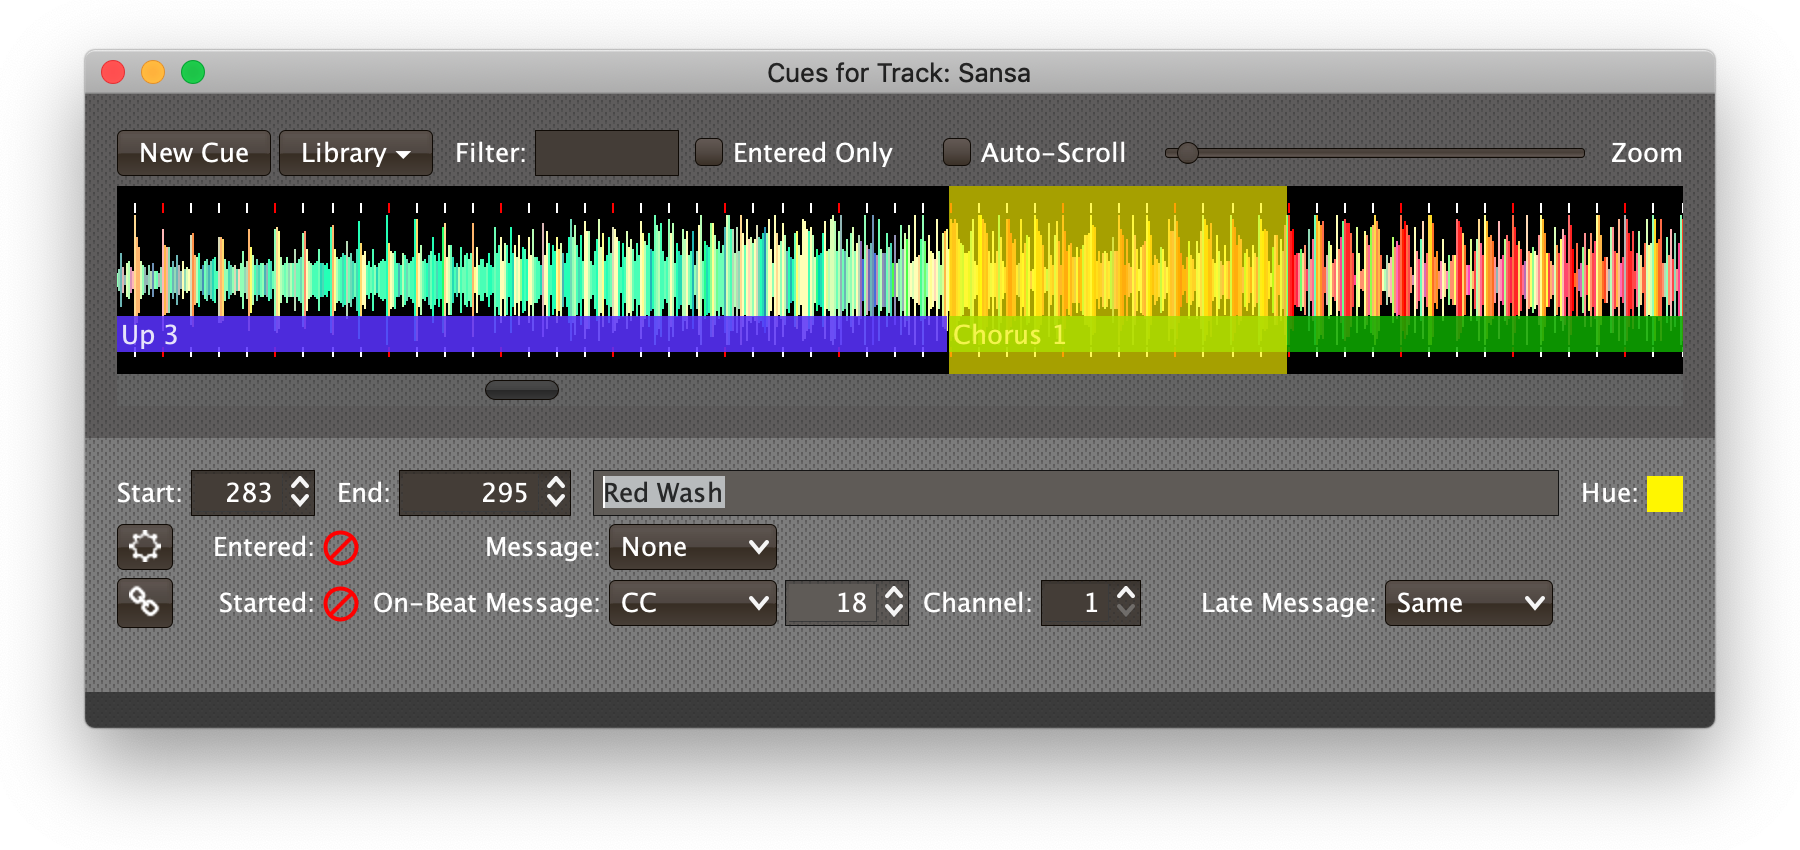 Cues for Track: Sansa
New Cue Library Filter: Entered Only Auto-Scroll Zoom
Up 3 Chorus 1
Start: 283 End: 295 Red Wash Hue:
Entered: Message: None
Started: On-Beat Message: CC 18 Channel: 1 Late Message: Same